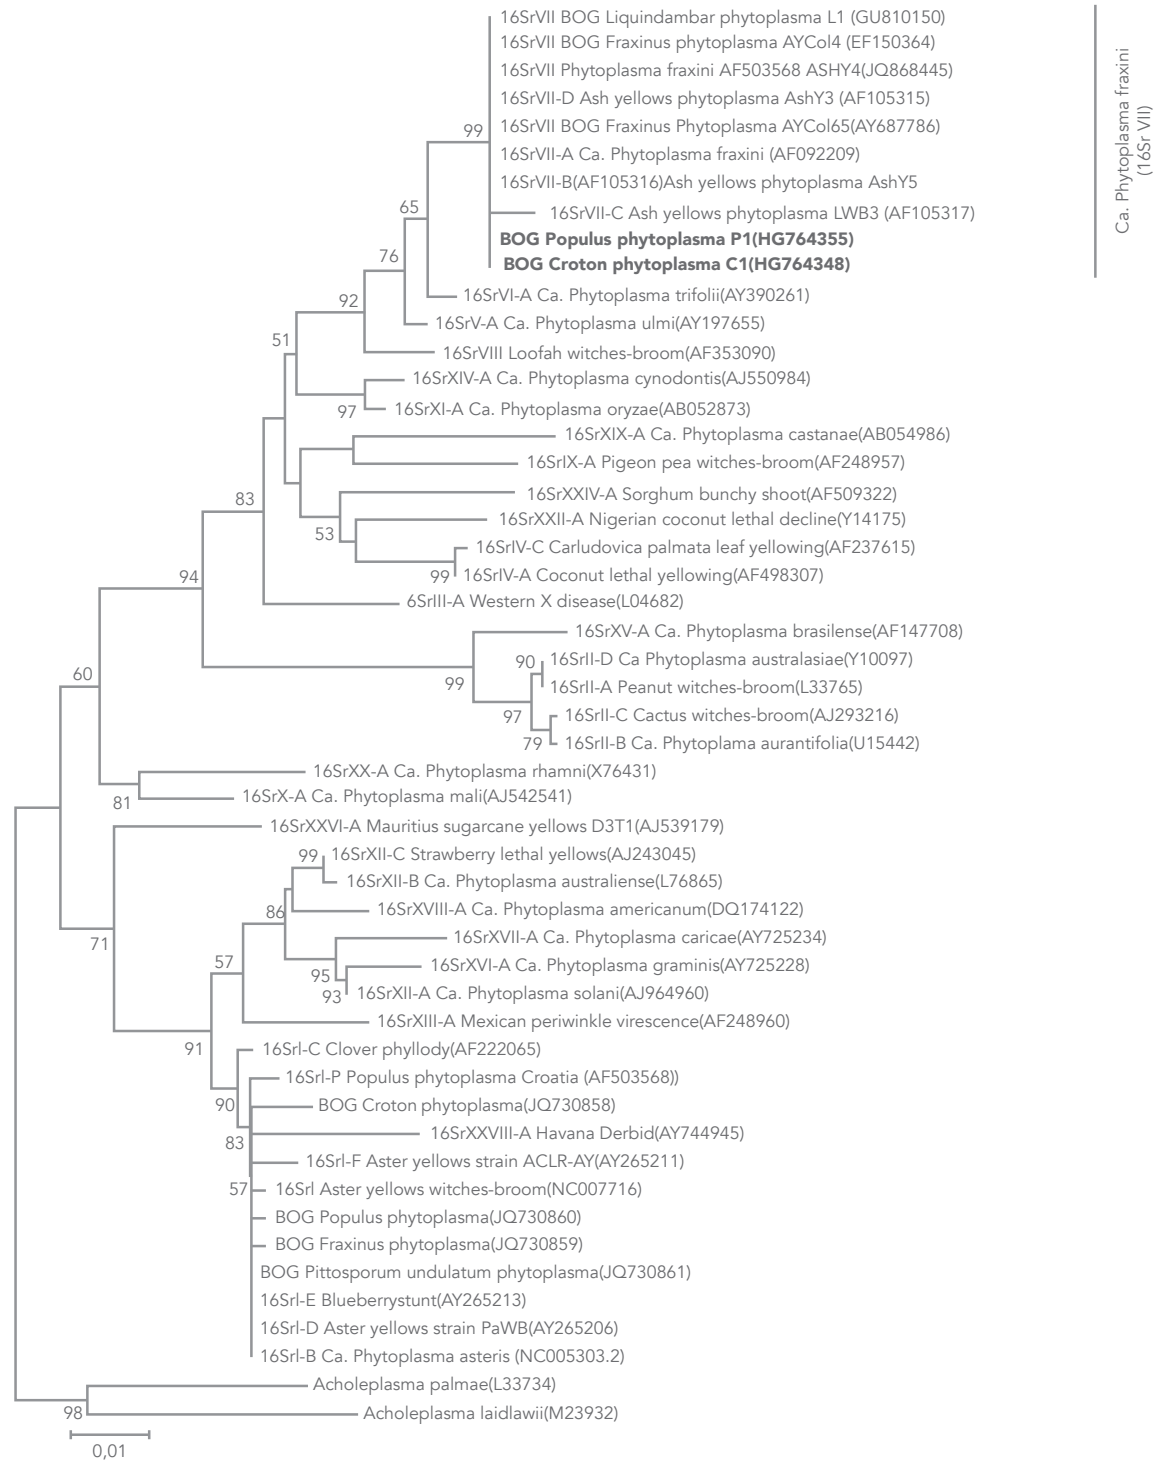 16SrVII BOG Liquindambar phytoplasma L1 (GU810150)
16SrVII BOG Fraxinus phytoplasma AYCol4 (EF150364)
16SrVII Phytoplasma fraxini AF503568 ASHY4(JQ868445)
16SrVII-D Ash yellows phytoplasma AshY3 (AF105315)
16SrVII BOG Fraxinus Phytoplasma AYCol65(AY687786)
99
16SrVII-A Ca. Phytoplasma fraxini (AF092209)
16SrVII-B(AF105316)Ash yellows phytoplasma AshY5
Ca. Phytoplasma fraxini
(16Sr VII)
65
16SrVII-C Ash yellows phytoplasma LWB3 (AF105317)
BOG Populus phytoplasma P1(HG764355)
76
BOG Croton phytoplasma C1(HG764348)
92
16SrVI-A Ca. Phytoplasma trifolii(AY390261)
16SrV-A Ca. Phytoplasma ulmi(AY197655)
51
16SrVIII Loofah witches-broom(AF353090)
16SrXIV-A Ca. Phytoplasma cynodontis(AJ550984)
97
16SrXI-A Ca. Phytoplasma oryzae(AB052873)
16SrXIX-A Ca. Phytoplasma castanae(AB054986)
16SrIX-A Pigeon pea witches-broom(AF248957)
83
16SrXXIV-A Sorghum bunchy shoot(AF509322)
16SrXXII-A Nigerian coconut lethal decline(Y14175)
53
16SrIV-C Carludovica palmata leaf yellowing(AF237615)
94
99
16SrIV-A Coconut lethal yellowing(AF498307)
6SrIII-A Western X disease(L04682)
16SrXV-A Ca. Phytoplasma brasilense(AF147708)
90
16SrII-D Ca Phytoplasma australasiae(Y10097)
60
99
16SrII-A Peanut witches-broom(L33765)
97
16SrII-C Cactus witches-broom(AJ293216)
79
16SrII-B Ca. Phytoplama aurantifolia(U15442)
16SrXX-A Ca. Phytoplasma rhamni(X76431)
81
16SrX-A Ca. Phytoplasma mali(AJ542541)
16SrXXVI-A Mauritius sugarcane yellows D3T1(AJ539179)
99
16SrXII-C Strawberry lethal yellows(AJ243045)
16SrXII-B Ca. Phytoplasma australiense(L76865)
86
16SrXVIII-A Ca. Phytoplasma americanum(DQ174122)
71
16SrXVII-A Ca. Phytoplasma caricae(AY725234)
57
95
16SrXVI-A Ca. Phytoplasma graminis(AY725228)
93
16SrXII-A Ca. Phytoplasma solani(AJ964960)
16SrXIII-A Mexican periwinkle virescence(AF248960)
91
16Srl-C Clover phyllody(AF222065)
16Srl-P Populus phytoplasma Croatia (AF503568))
90
BOG Croton phytoplasma(JQ730858)
83
16SrXXVIII-A Havana Derbid(AY744945)
16Srl-F Aster yellows strain ACLR-AY(AY265211)
57
16Srl Aster yellows witches-broom(NC007716)
BOG Populus phytoplasma(JQ730860)
BOG Fraxinus phytoplasma(JQ730859)
BOG Pittosporum undulatum phytoplasma(JQ730861)
16Srl-E Blueberrystunt(AY265213)
16Srl-D Aster yellows strain PaWB(AY265206)
16Srl-B Ca. Phytoplasma asteris (NC005303.2)
Acholeplasma palmae(L33734)
98
Acholeplasma laidlawii(M23932)
0,01